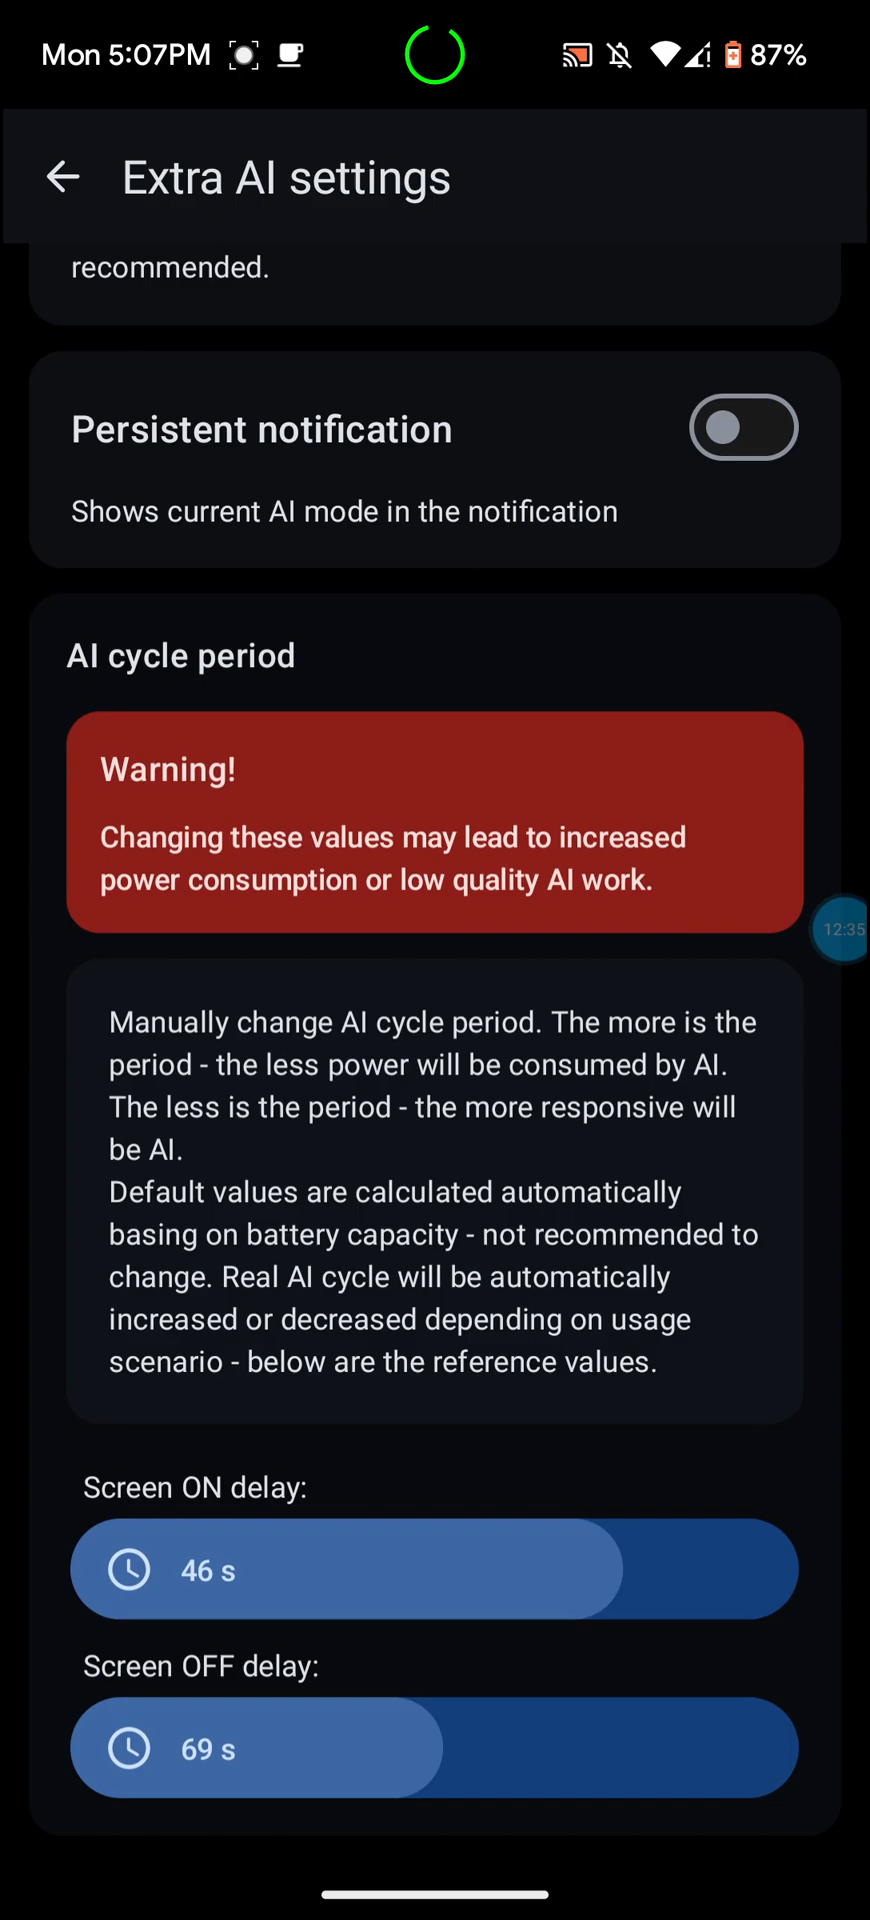 Mon 5:07PM 87%
Extra AI settings
recommended.
Persistent notification
Shows current AI mode in the notification
AI cycle period
Warning!
Changing these values may lead to increased
power consumption or low quality AI work.
12:35
Manually change AI cycle period. The more is the
period - the less power will be consumed by AI.
The less is the period - the more responsive will
be AI.
Default values are calculated automatically
basing on battery capacity - not recommended to
change. Real AI cycle will be automatically
increased or decreased depending on usage
scenario - below are the reference values.
Screen ON delay:
46 s
Screen OFF delay:
69 s